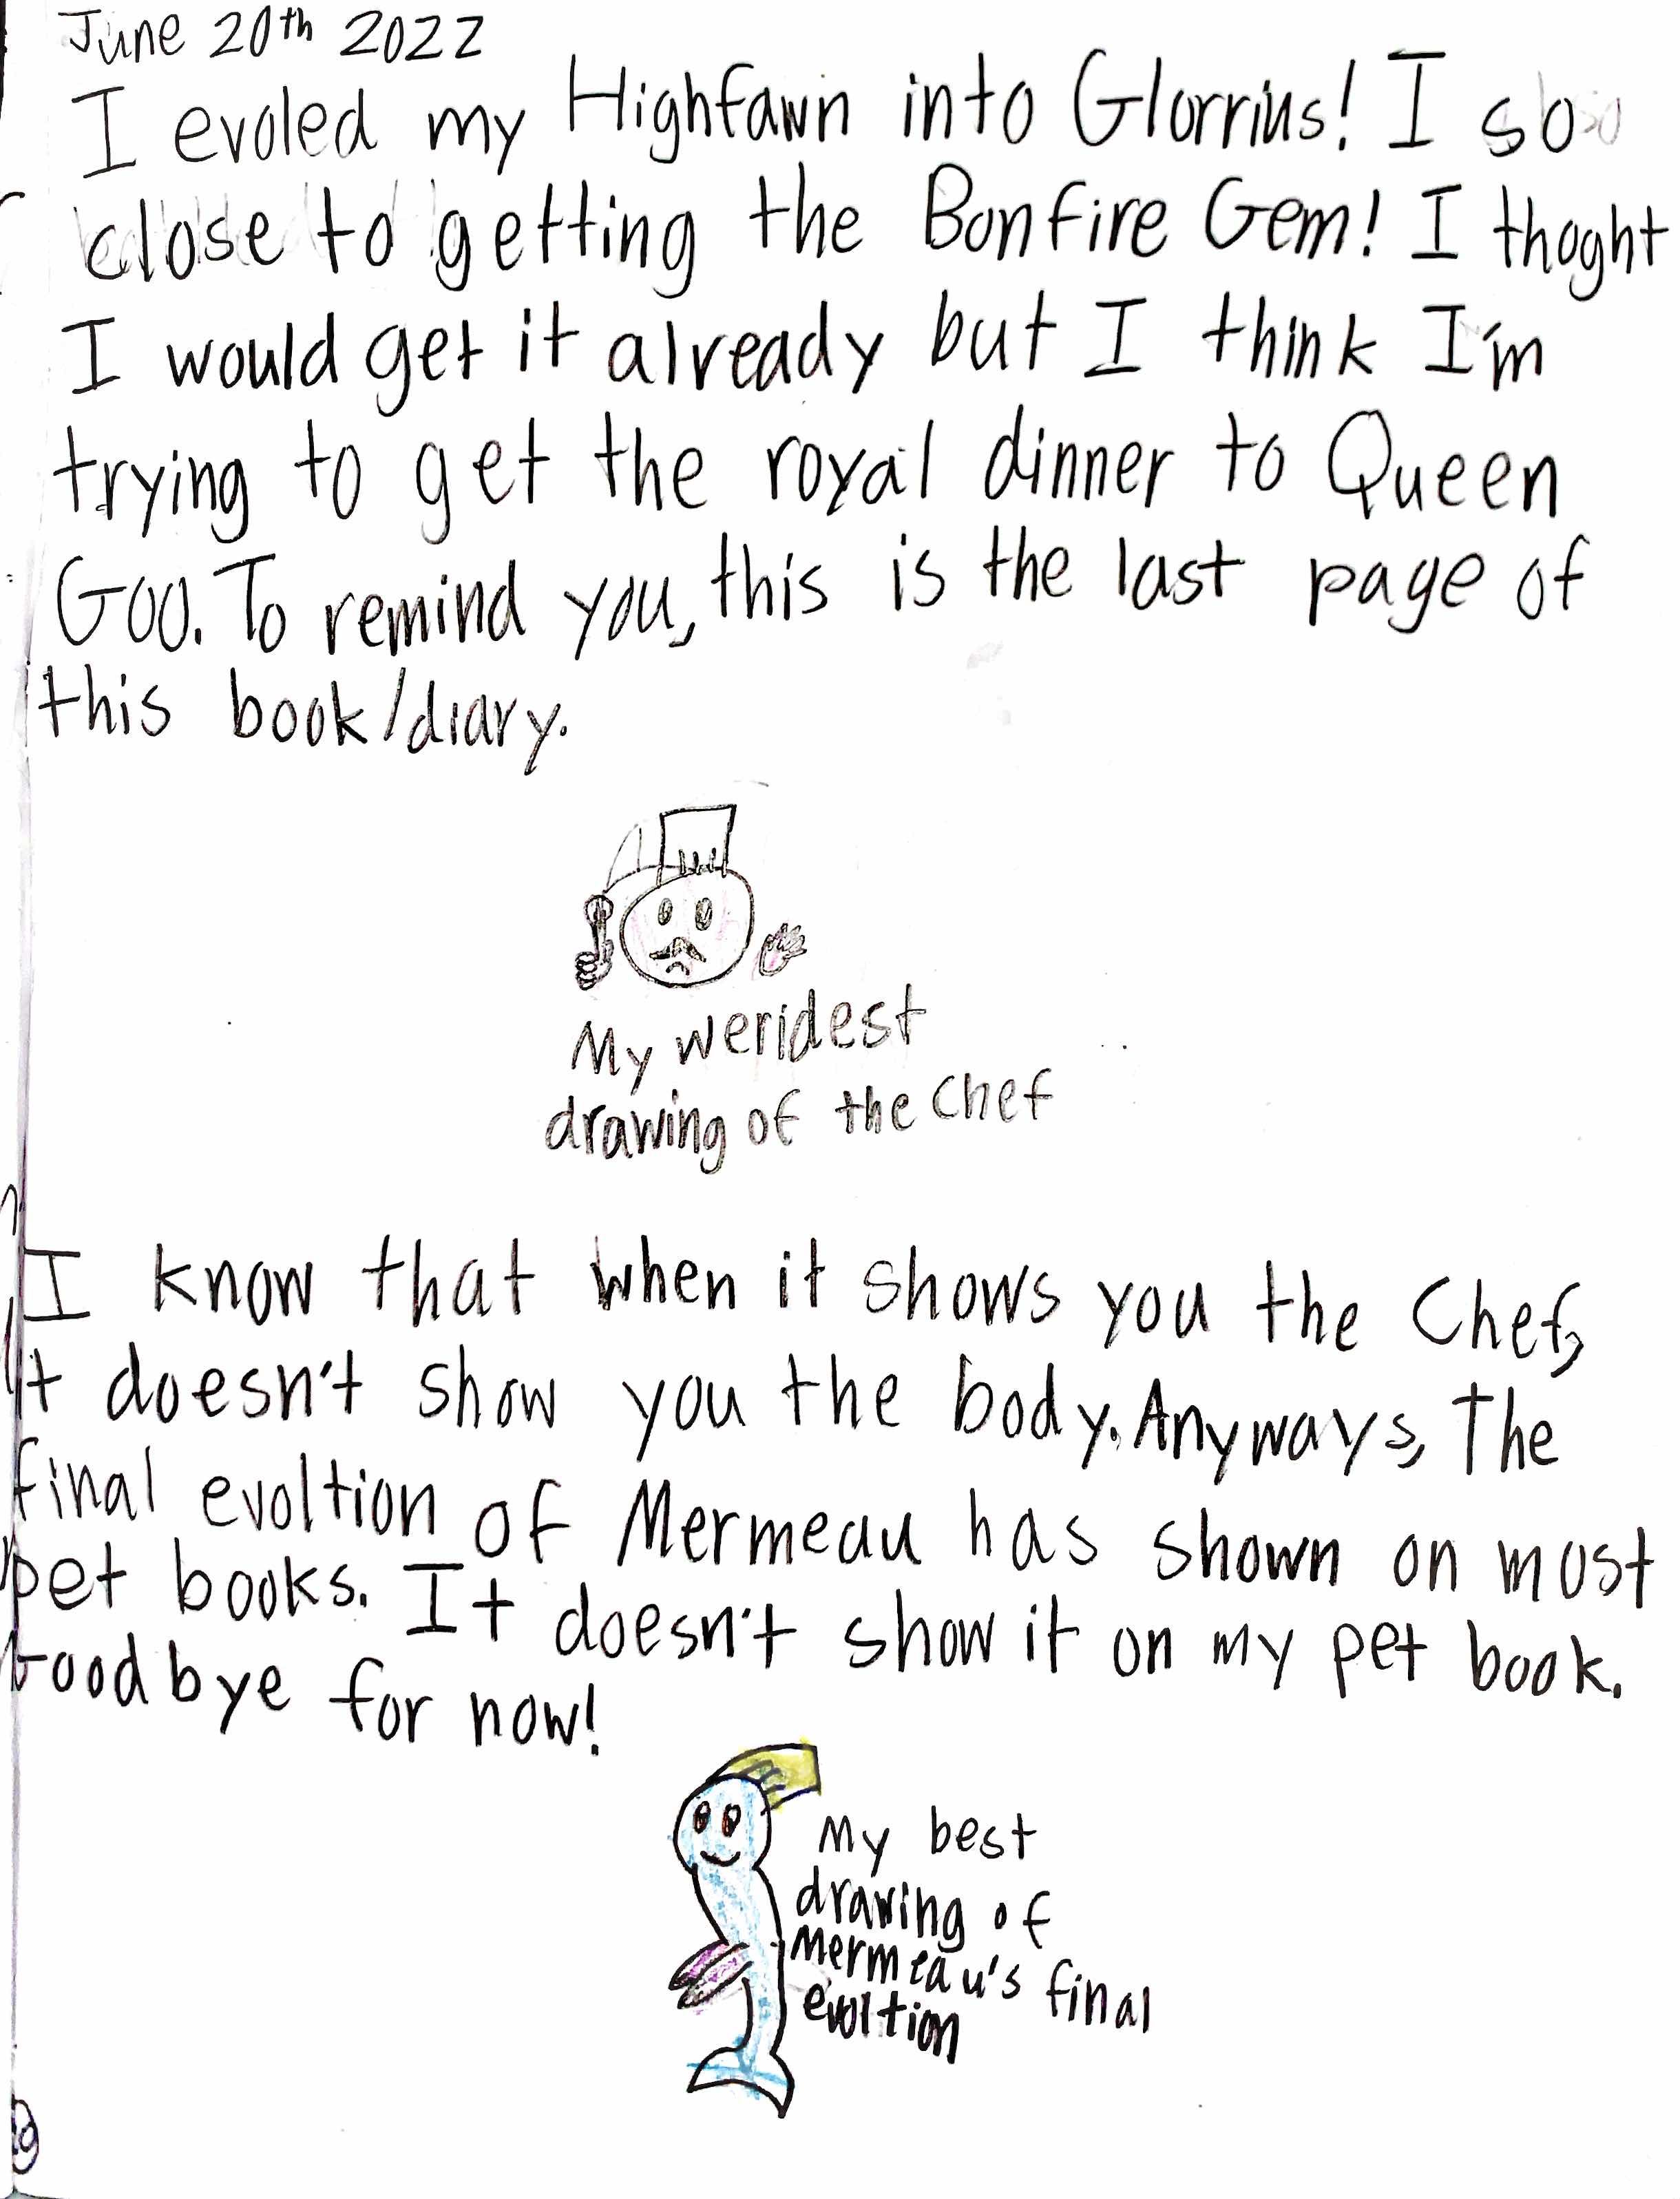 June 20th 2022
I evoled my Highfawn into Glorrius! I so
close to getting the Bonfire Gem! I thoght
I would get it already but I think I'm
trying to get the royal dinner to Queen
Goo. To remind you, this is the last page of
this book/diary.
My weridest
drawing of the Chef
I know that when it shows you the Chef,
It doesn't show you the body. Anyways, The
final evoltion of Mermeau has shown on most
pet books. It doesn't show it on my pet book.
Goodbye for now!
My best
drawing of
Mermeau's final
evoltion